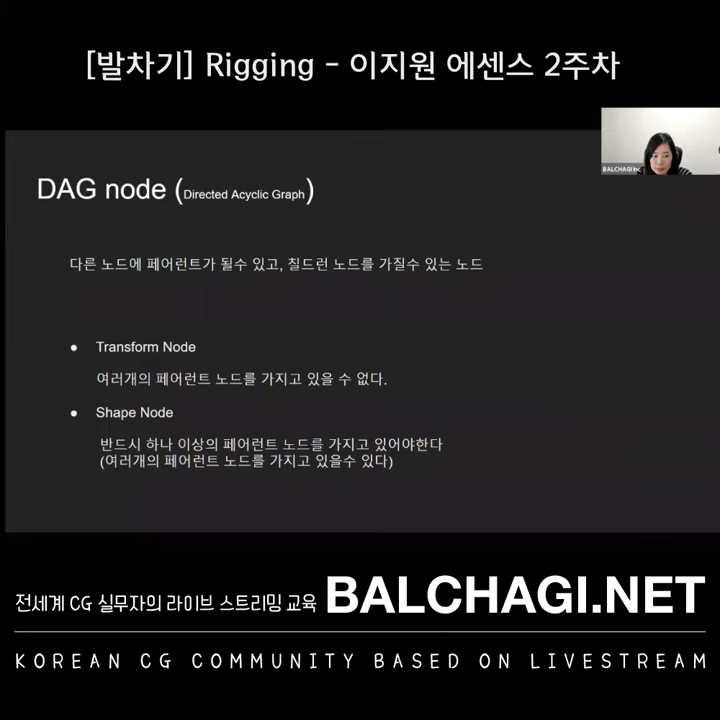 [발차기] Rigging - 이지원 에센스 2주차
BALCHAGI Inc
DAG node (Directed Acyclic Graph)
다른 노드에 페어런트가 될수 있고, 칠드런 노드를 가질수 있는 노드
● Transform Node
여러개의 페어런트 노드를 가지고 있을 수 없다.
● Shape Node
반드시 하나 이상의 페어런트 노드를 가지고 있어야한다
(여러개의 페어런트 노드를 가지고 있을수 있다)
전세계 CG 실무자의 라이브 스트리밍 교육 BALCHAGI.NET
KOREAN CG COMMUNITY BASED ON LIVESTREAM